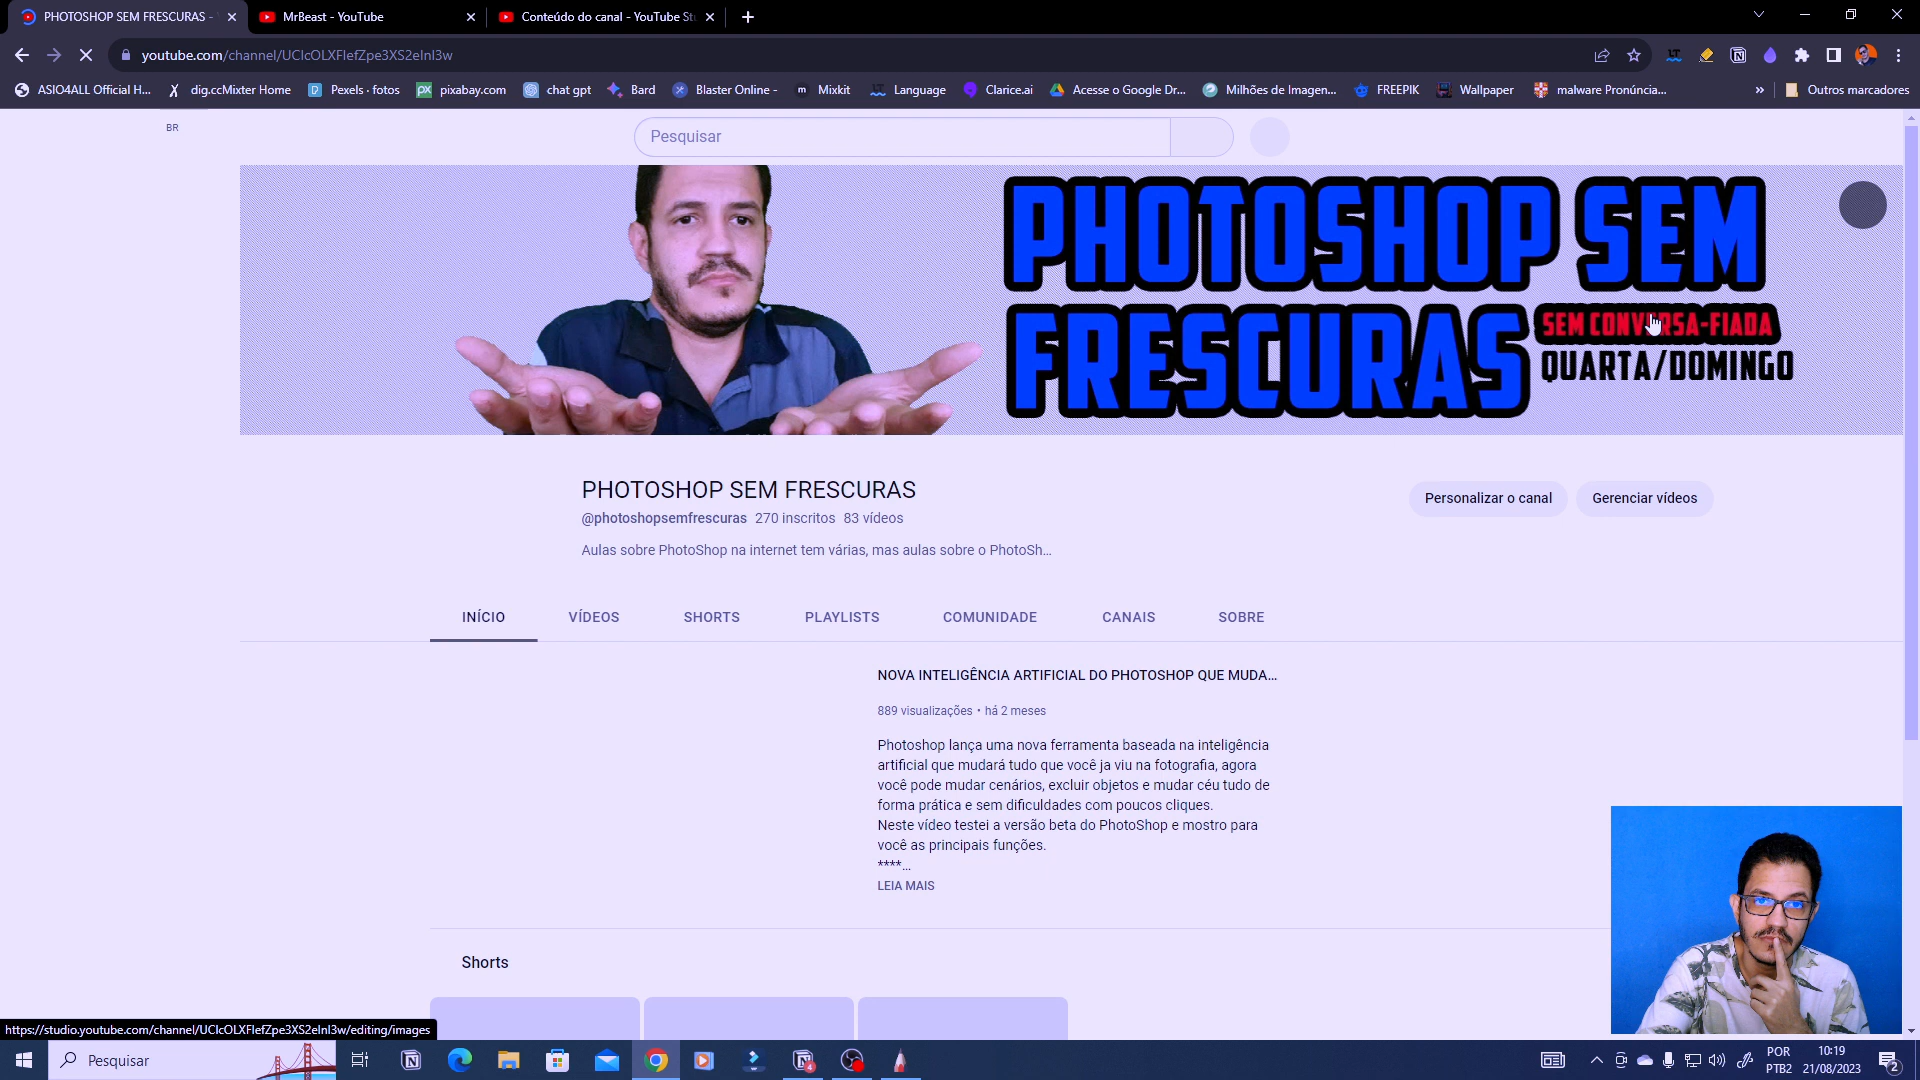 PHOTOSHOP SEM FRESCURAS -
MrBeast - YouTube
Conteúdo do canal - YouTube St
youtube.com/channel/UCIcOLXFlefZpe3XS2eInl3w
ASIO4ALL Official H...
dig.ccMixter Home
Pexels · fotos
pixabay.com
chat gpt
Bard
Blaster Online -
Mixkit
Language
Clarice.ai
Acesse o Google Dr...
Milhões de Imagen...
FREEPIK
Wallpaper
malware Pronúncia...
»
Outros marcadores
BR
Pesquisar
PHOTOSHOP SEM
FRESCURAS
SEM CONVERSA-FIADA
QUARTA/DOMINGO
PHOTOSHOP SEM FRESCURAS
@photoshopsemfrescuras 270 inscritos 83 vídeos
Aulas sobre PhotoShop na internet tem várias, mas aulas sobre o PhotoSh...
Personalizar o canal
Gerenciar vídeos
INÍCIO
VÍDEOS
SHORTS
PLAYLISTS
COMUNIDADE
CANAIS
SOBRE
NOVA INTELIGÊNCIA ARTIFICIAL DO PHOTOSHOP QUE MUDA...
889 visualizações • há 2 meses
Photoshop lança uma nova ferramenta baseada na inteligência
artificial que mudará tudo que você ja viu na fotografia, agora
você pode mudar cenários, excluir objetos e mudar céu tudo de
forma prática e sem dificuldades com poucos cliques.
Neste vídeo testei a versão beta do PhotoShop e mostro para
você as principais funções.
****...
LEIA MAIS
Shorts
https://studio.youtube.com/channel/UCIcOLXFlefZpe3XS2eInl3w/editing/images
Pesquisar
4
POR
PTB2
10:19
21/08/2023
2